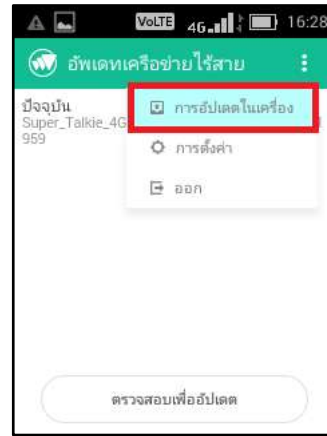 VoLTE 4G 16:28
อัพเดทเครือข่ายไร้สาย
ปัจจุบัน
Super_Talkie_4G
959
การอัปเดตในเครื่อง
การตั้งค่า
ออก
ตรวจสอบเพื่ออัปเดต